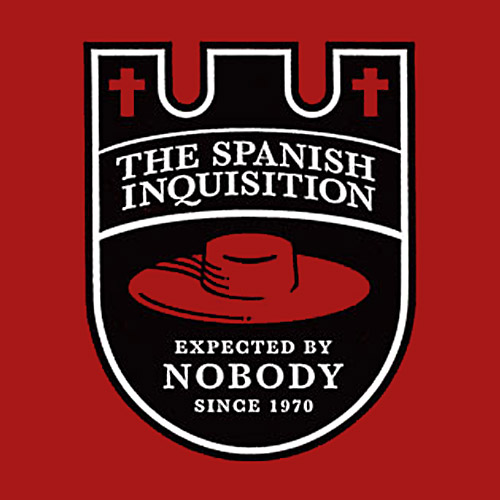 THE SPANISH
INQUISITION
EXPECTED BY
NOBODY
SINCE 1970